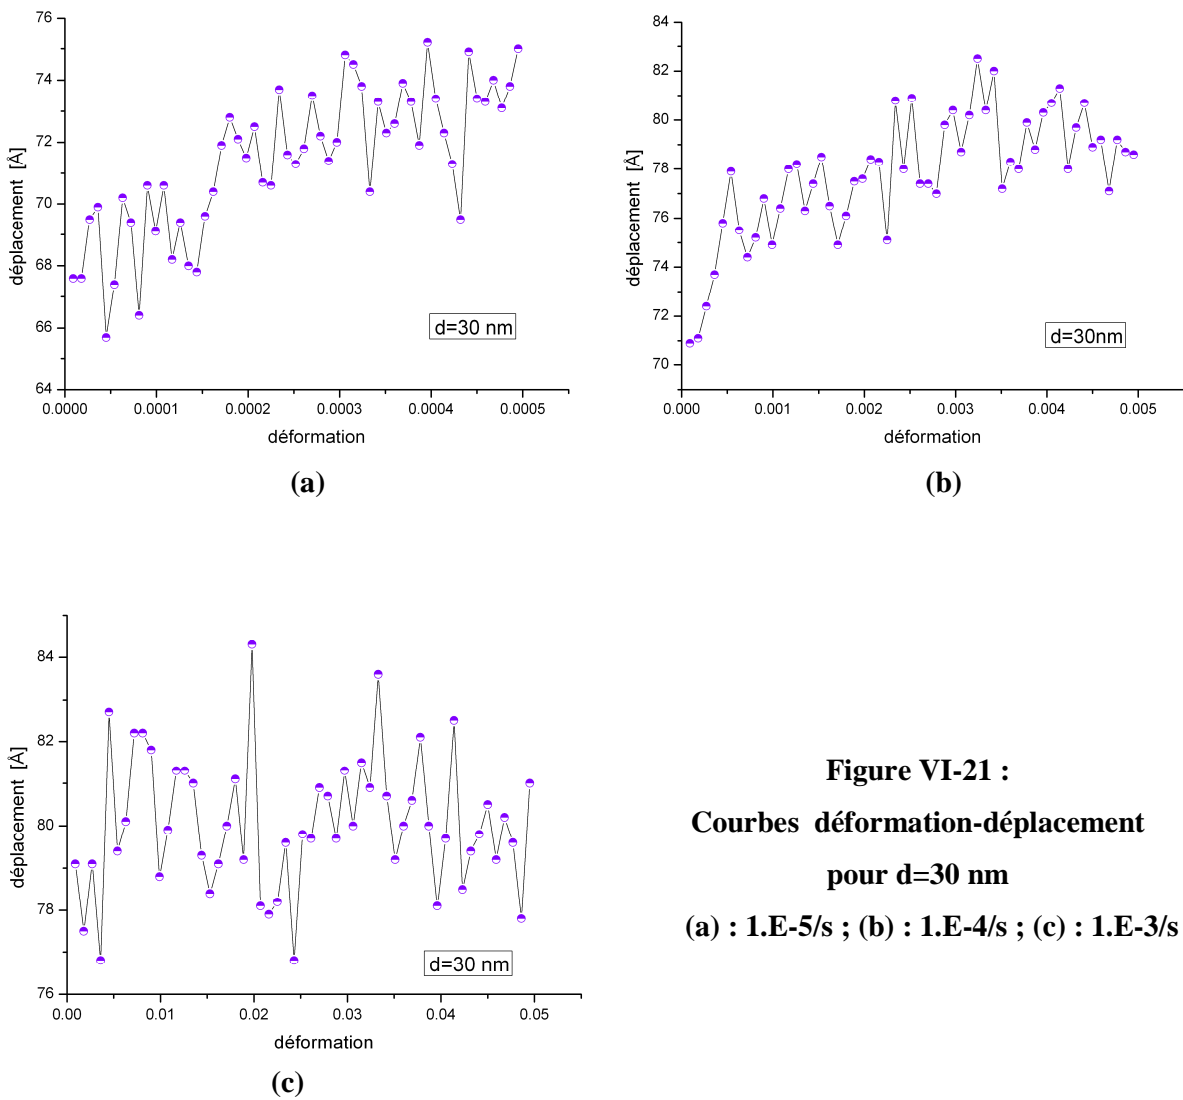 76
74
72
70
68
66
64
déplacement [Å]
d=30 nm
0.0000 0.0001 0.0002 0.0003 0.0004 0.0005
déformation
(a)
84
82
80
78
76
74
72
70
déplacement [Å]
d=30nm
0.000 0.001 0.002 0.003 0.004 0.005
déformation
(b)
84
82
80
78
76
déplacement [Å]
d=30 nm
0.00 0.01 0.02 0.03 0.04 0.05
déformation
(c)
Figure VI-21 :
Courbes déformation-déplacement
pour d=30 nm
(a) : 1.E-5/s ; (b) : 1.E-4/s ; (c) : 1.E-3/s